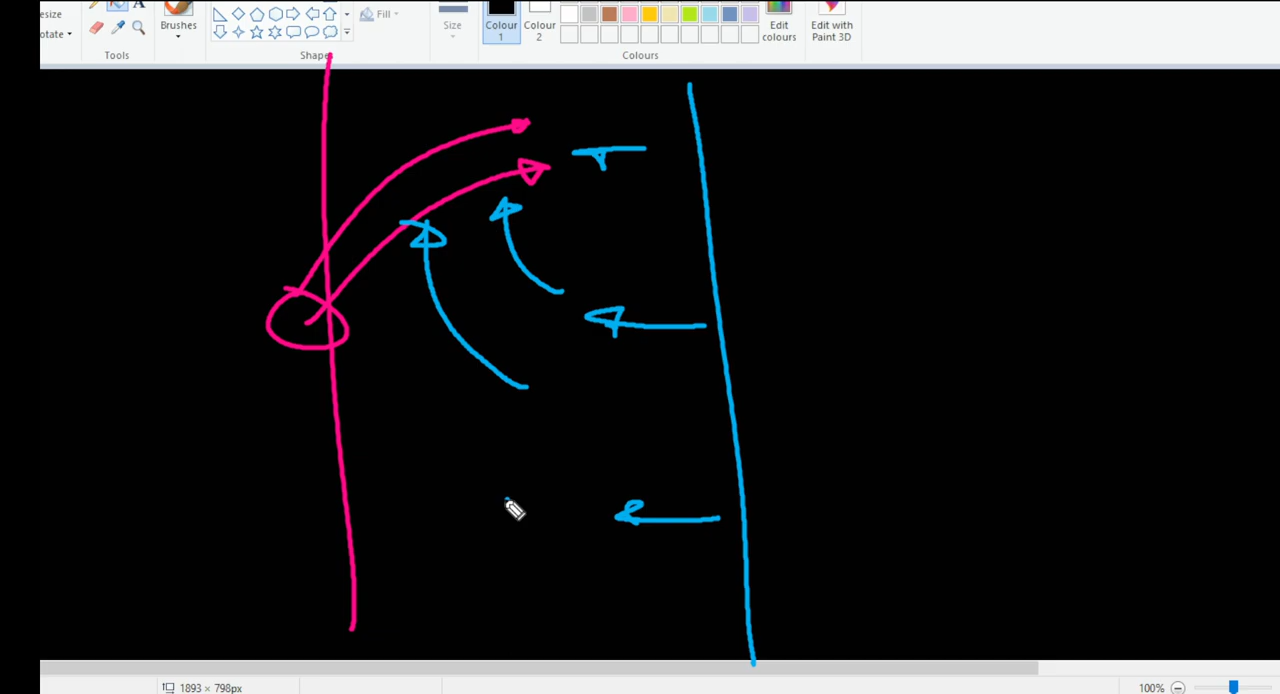 esize
otate
A
Tools
Brushes
Shape
Fill
Size
Colour
1
Colour
2
Edit
colours
Colours
Edit with
Paint 3D
1893 × 798px
100%